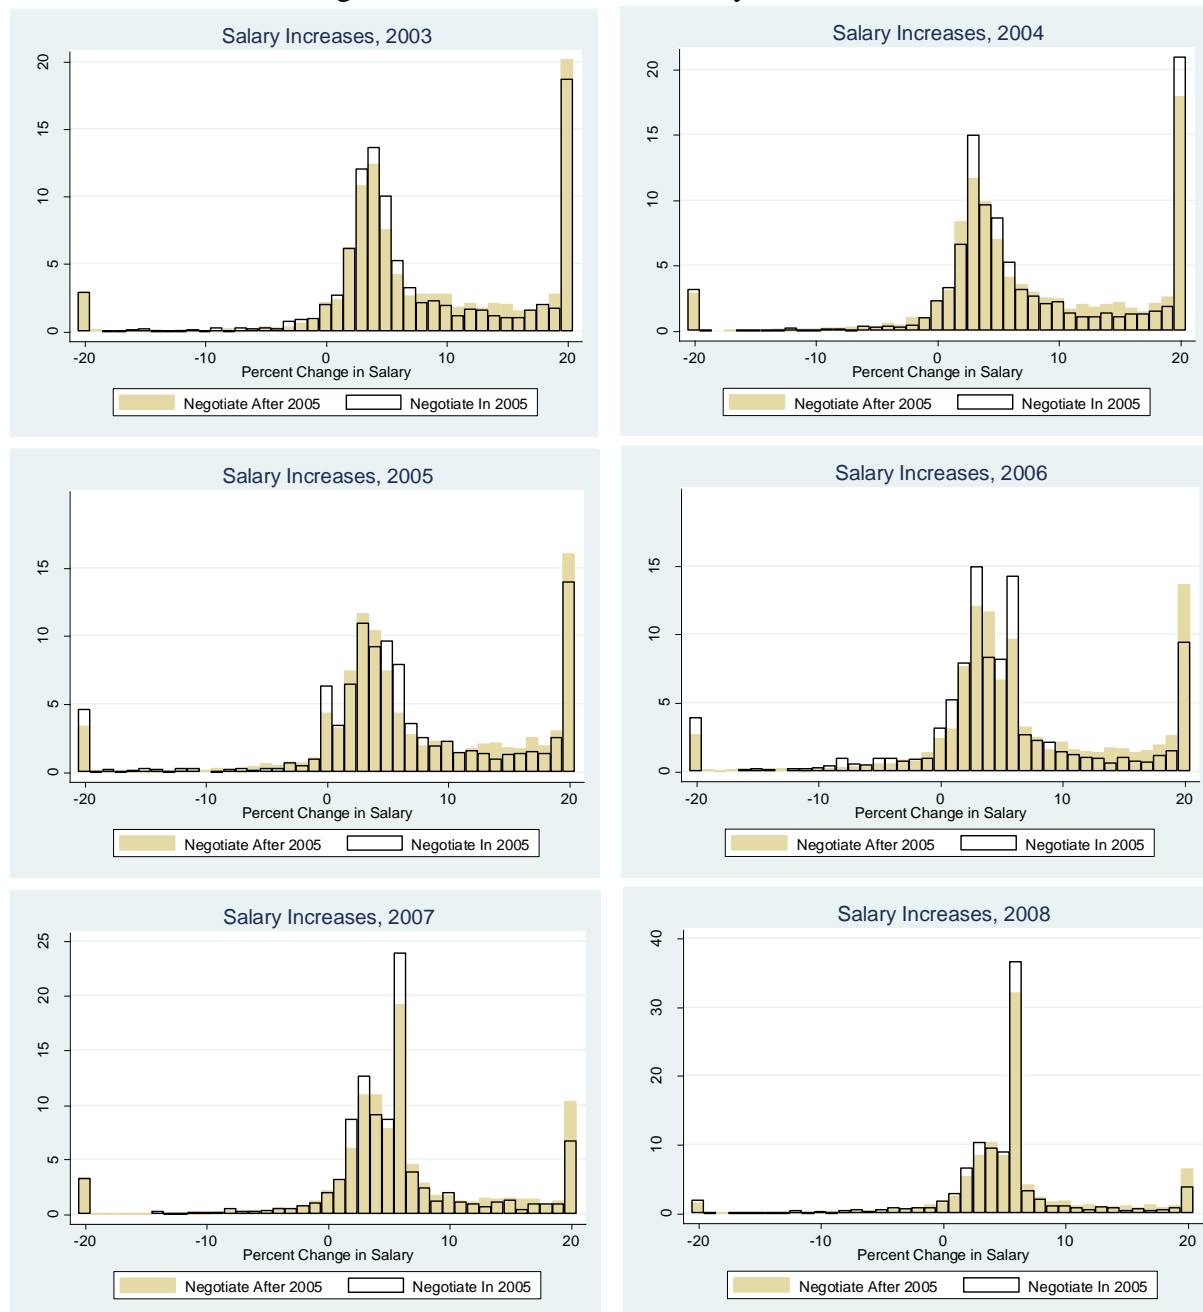 Salary Increases, 2003
20
15
10
5
0
-20 -10 0 10 20
Percent Change in Salary
Negotiate After 2005 Negotiate In 2005
Salary Increases, 2004
20
15
10
5
0
-20 -10 0 10 20
Percent Change in Salary
Negotiate After 2005 Negotiate In 2005
Salary Increases, 2005
15
10
5
0
-20 -10 0 10 20
Percent Change in Salary
Negotiate After 2005 Negotiate In 2005
Salary Increases, 2006
15
10
5
0
-20 -10 0 10 20
Percent Change in Salary
Negotiate After 2005 Negotiate In 2005
Salary Increases, 2007
25
20
15
10
5
0
-20 -10 0 10 20
Percent Change in Salary
Negotiate After 2005 Negotiate In 2005
Salary Increases, 2008
40
30
20
10
0
-20 -10 0 10 20
Percent Change in Salary
Negotiate After 2005 Negotiate In 2005